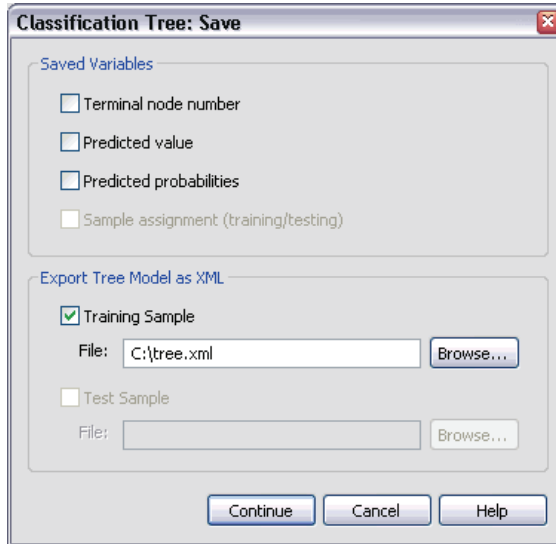 Classification Tree: Save
Saved Variables
Terminal node number
Predicted value
Predicted probabilities
Sample assignment (training/testing)
Export Tree Model as XML
Training Sample
File: C:\tree.xml Browse...
Test Sample
File: Browse...
Continue Cancel Help